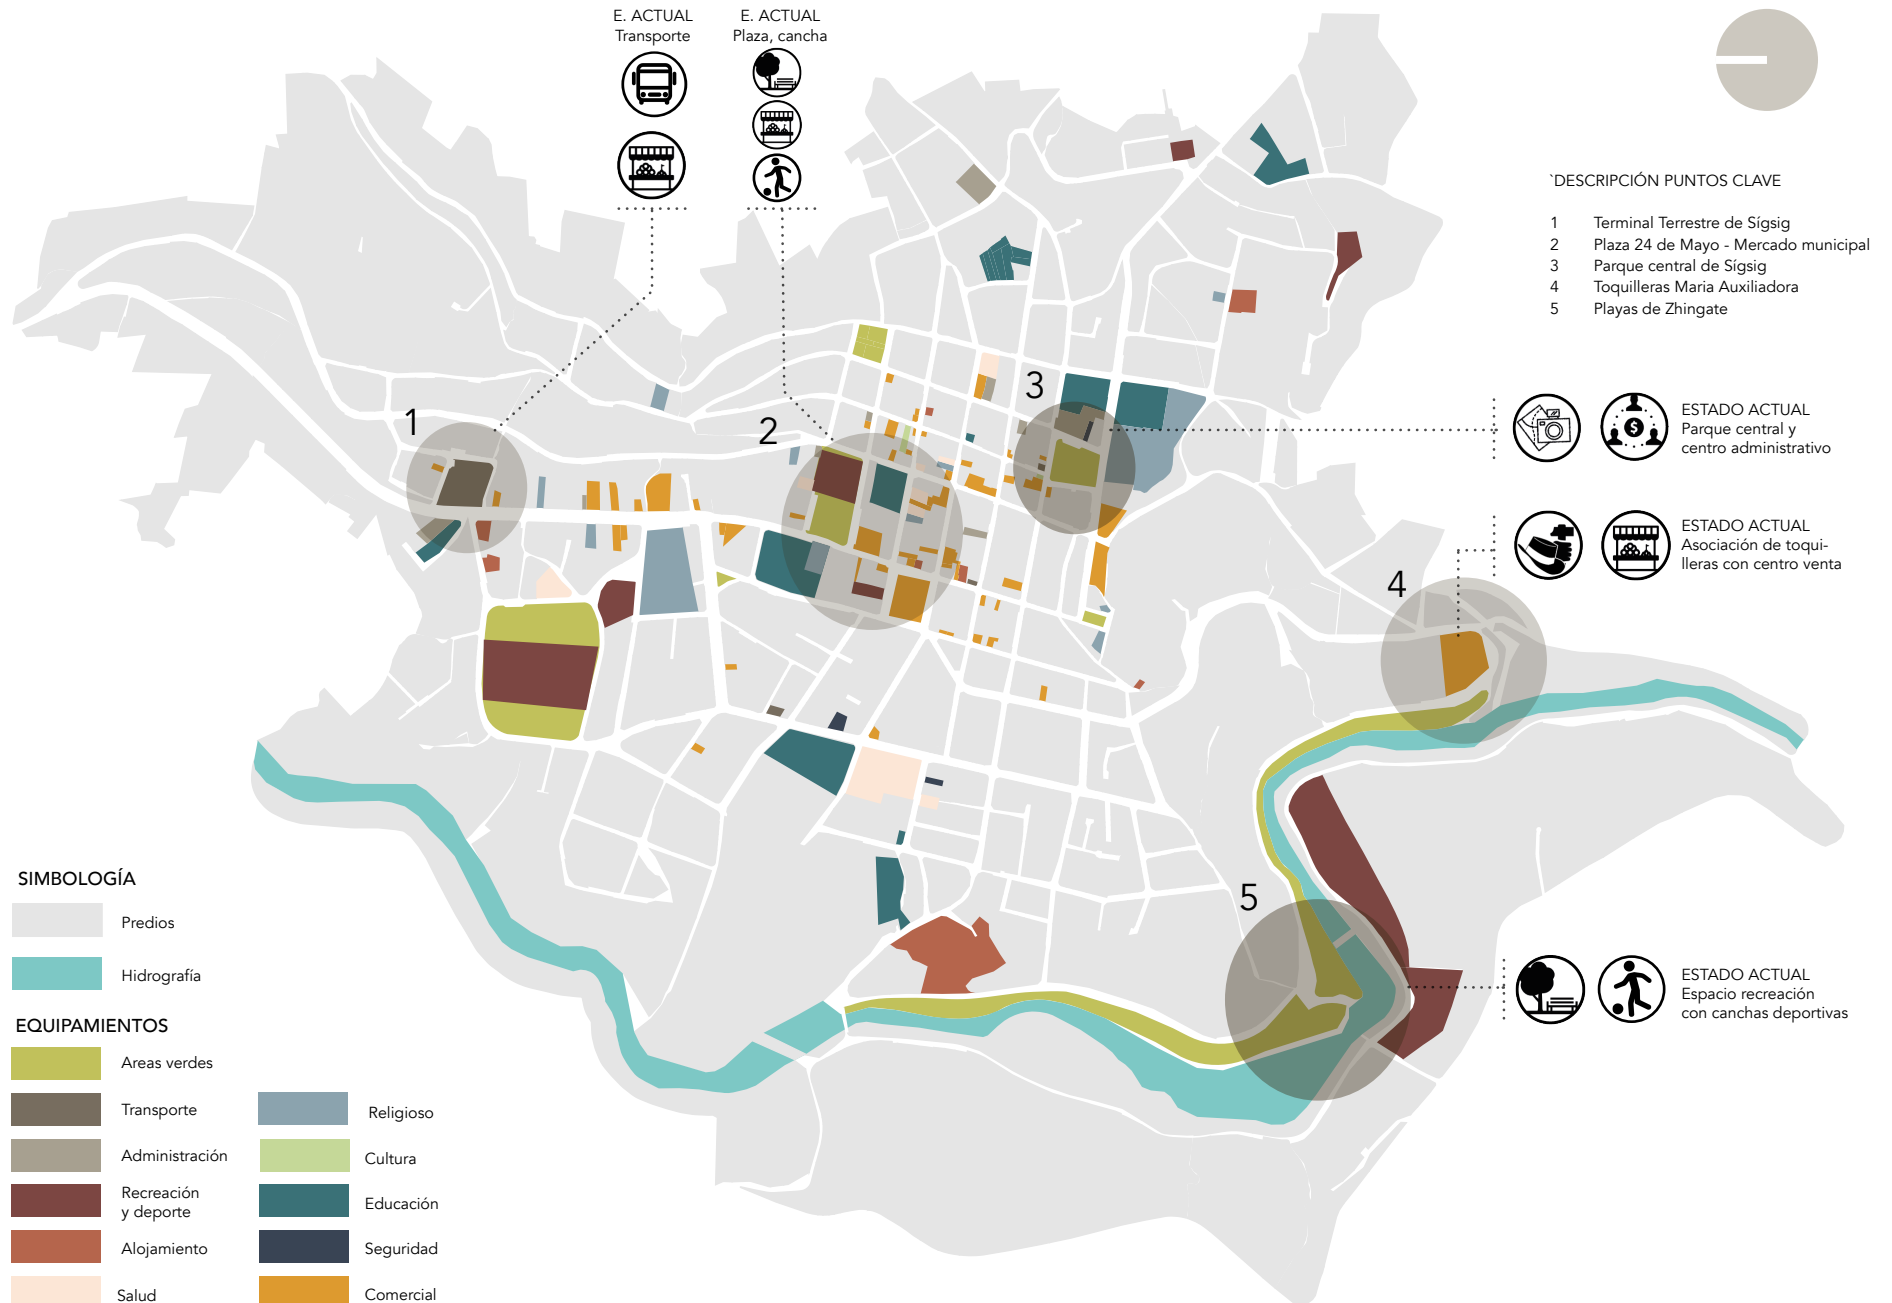 E. ACTUAL
Transporte
E. ACTUAL
Plaza, cancha
`DESCRIPCIÓN PUNTOS CLAVE
1 Terminal Terrestre de Sígsig
2 Plaza 24 de Mayo - Mercado municipal
3 Parque central de Sígsig
4 Toquilleras Maria Auxiliadora
5 Playas de Zhingate
1
2
3
4
5
ESTADO ACTUAL
Parque central y
centro administrativo
ESTADO ACTUAL
Asociación de toqui-
lleras con centro venta
ESTADO ACTUAL
Espacio recreación
con canchas deportivas
$
SIMBOLOGÍA
Predios
Hidrografía
EQUIPAMIENTOS
Areas verdes
Transporte
Administración
Recreación
y deporte
Alojamiento
Salud
Religioso
Cultura
Educación
Seguridad
Comercial